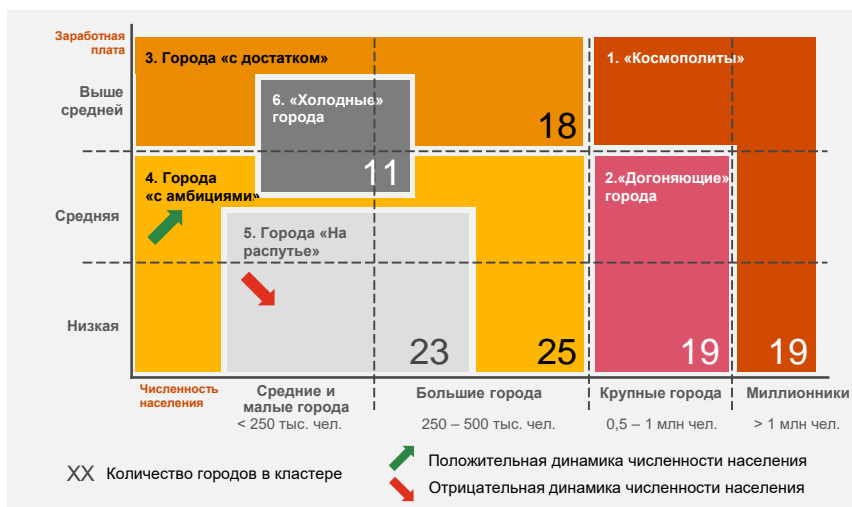 Заработная
плата
3. Города «с достатком»
1. «Космополиты»
Выше
средней
6. «Холодные»
города
18
11
4. Города
«с амбициями»
2.«Догоняющие»
города
Средняя
5. Города «На
распутье»
Низкая
23
25
19
19
Численность
населения
Средние и
малые города
Большие города
Крупные города
Миллионники
< 250 тыс. чел.
250 – 500 тыс. чел.
0,5 – 1 млн чел.
> 1 млн чел.
XX Количество городов в кластере
Положительная динамика численности населения
Отрицательная динамика численности населения